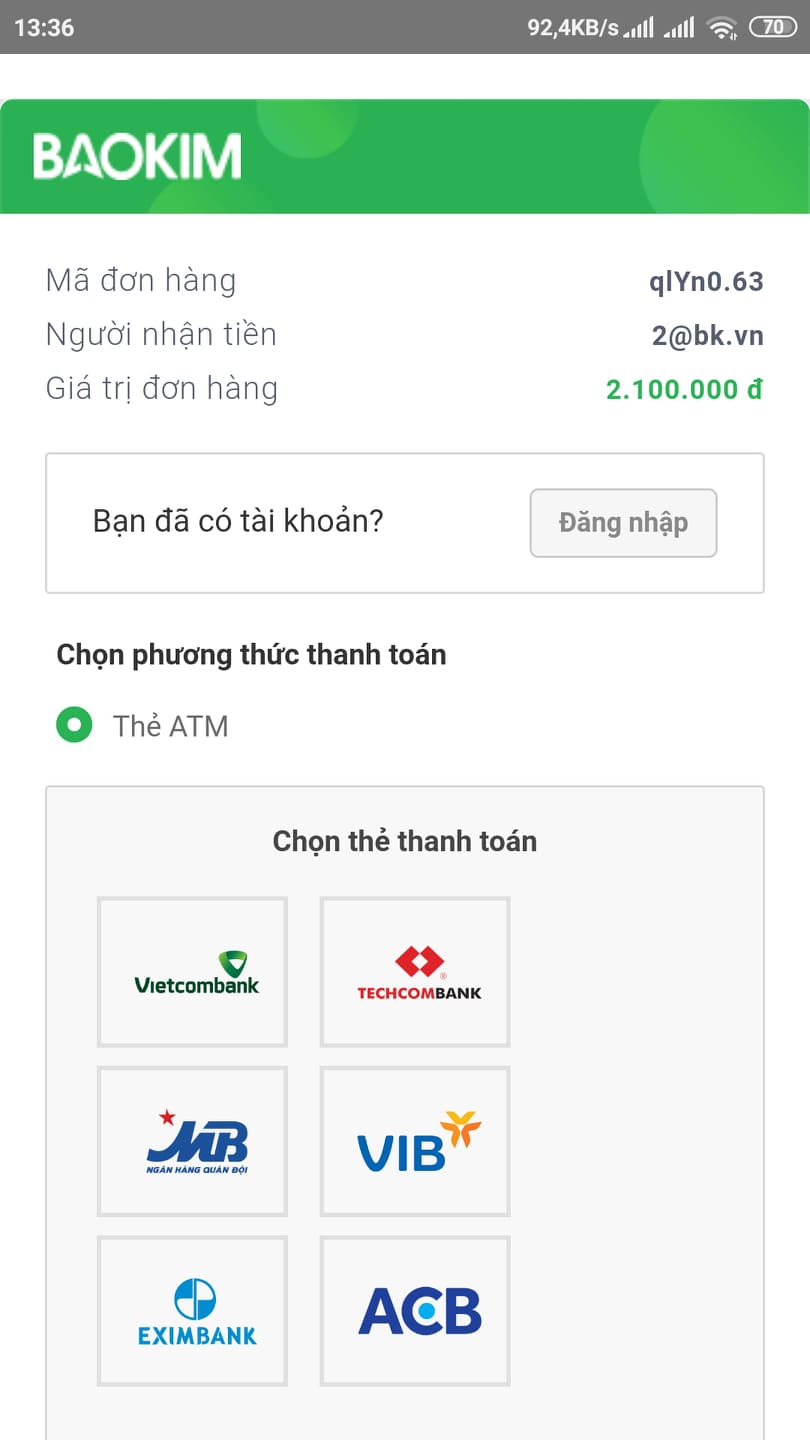 13:36 92,4KB/s 70
BAOKIM
Mã đơn hàng qlYn0.63
Người nhận tiền 2@bk.vn
Giá trị đơn hàng 2.100.000 đ
Bạn đã có tài khoản? Đăng nhập
Chọn phương thức thanh toán
Thẻ ATM
Chọn thẻ thanh toán
Vietcombank TECHCOMBANK
MB VIB
NGÂN HÀNG QUÂN ĐỘI
EXIMBANK ACB